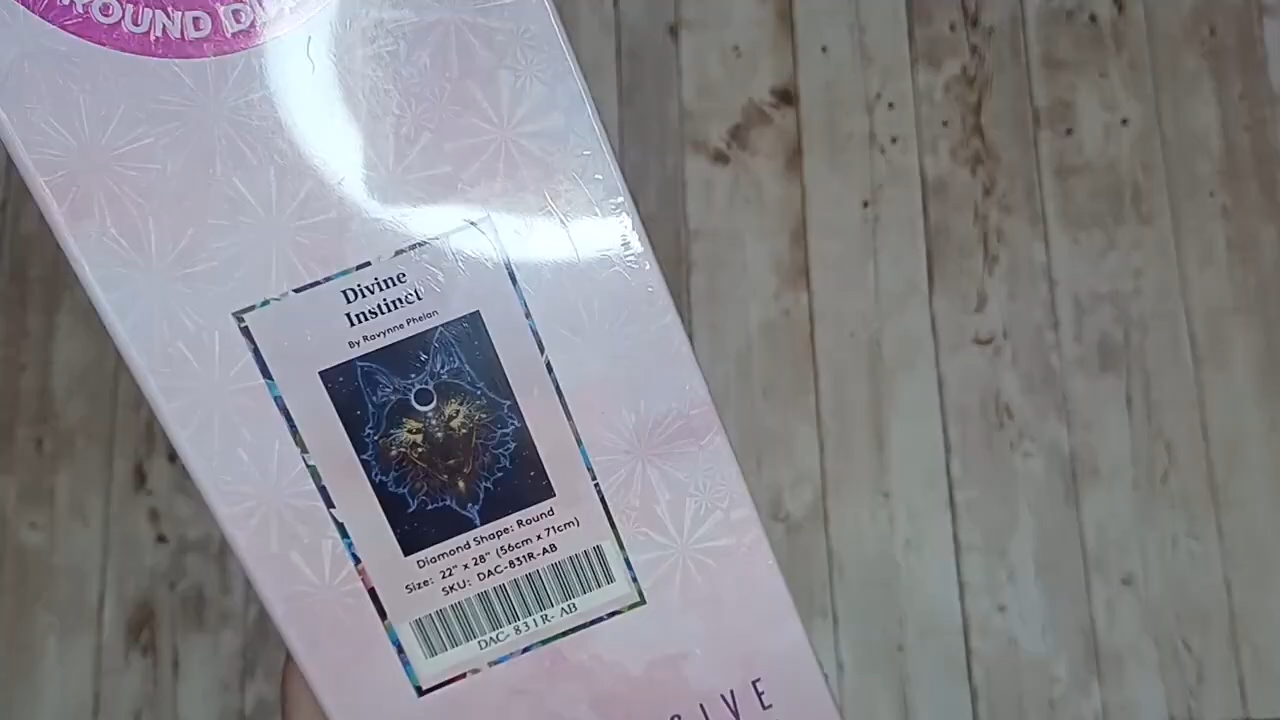 ROUND
Divine
Instinct
By Ravynne Phelan
Diamond Shape: Round
Size: 22" x 28" (56cm x 71cm)
SKU: DAC-831R-AB
DAC- 831R- AB